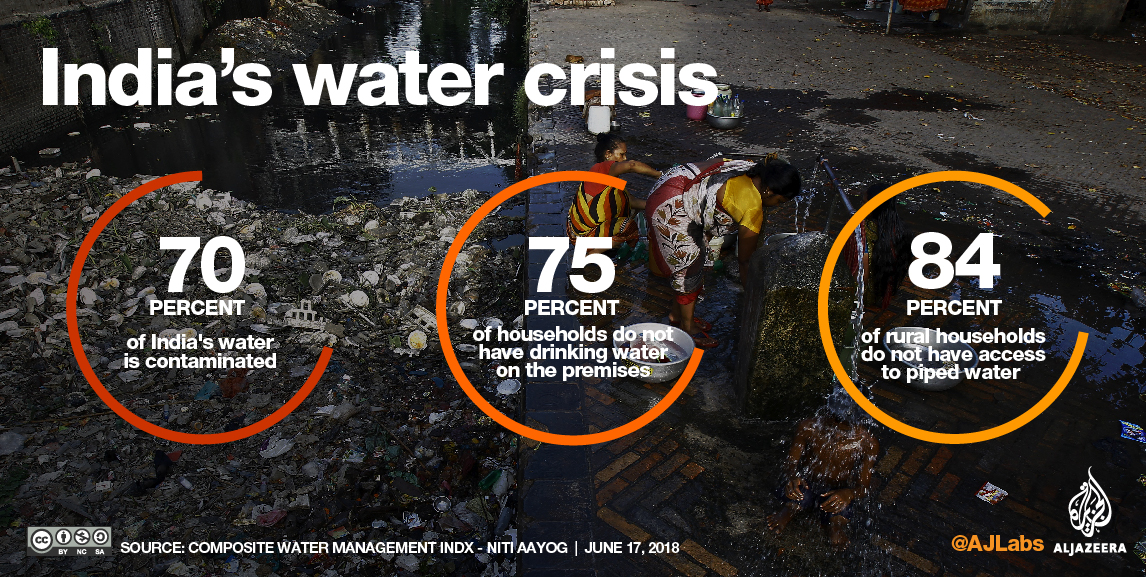 India's water crisis
70
PERCENT
of India's water
is contaminated
75
PERCENT
of households do not
have drinking water
on the premises
84
PERCENT
of rural households
do not have access
to piped water
cc BY NC SA
SOURCE: COMPOSITE WATER MANAGEMENT INDX - NITI AAYOG | JUNE 17, 2018
@AJLabs
ALJAZEERA